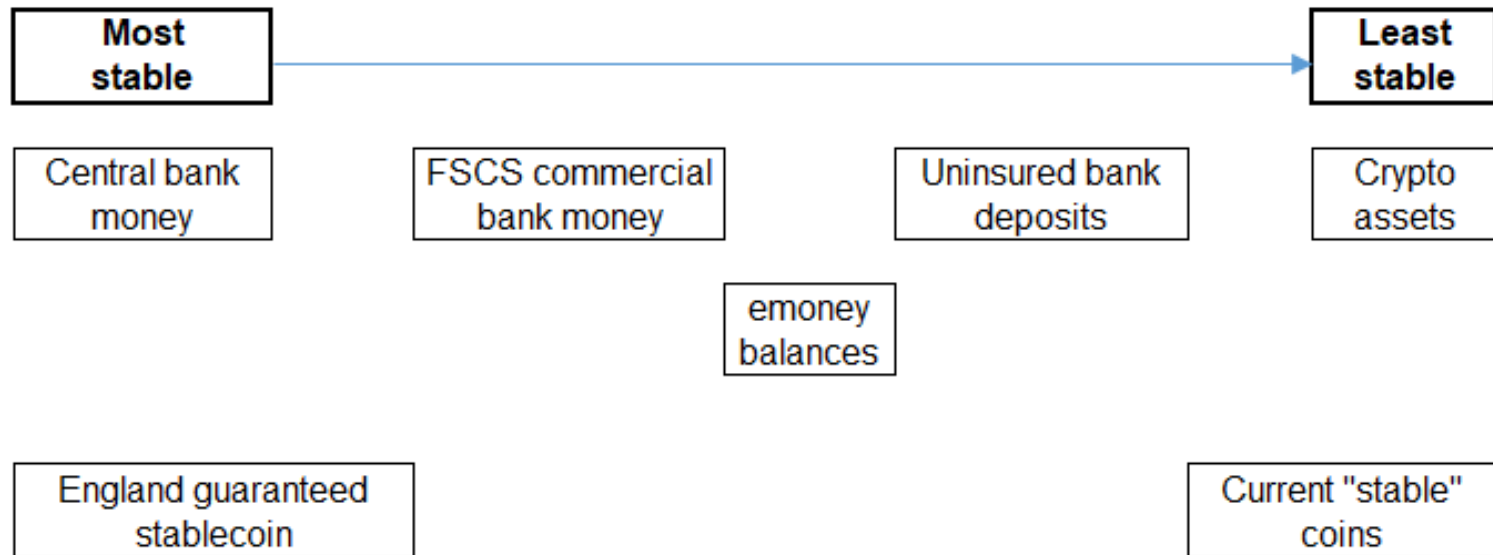 Most
stable
Least
stable
Central bank
money
FSCS commercial
bank money
Uninsured bank
deposits
Crypto
assets
emoney
balances
England guaranteed
stablecoin
Current "stable"
coins